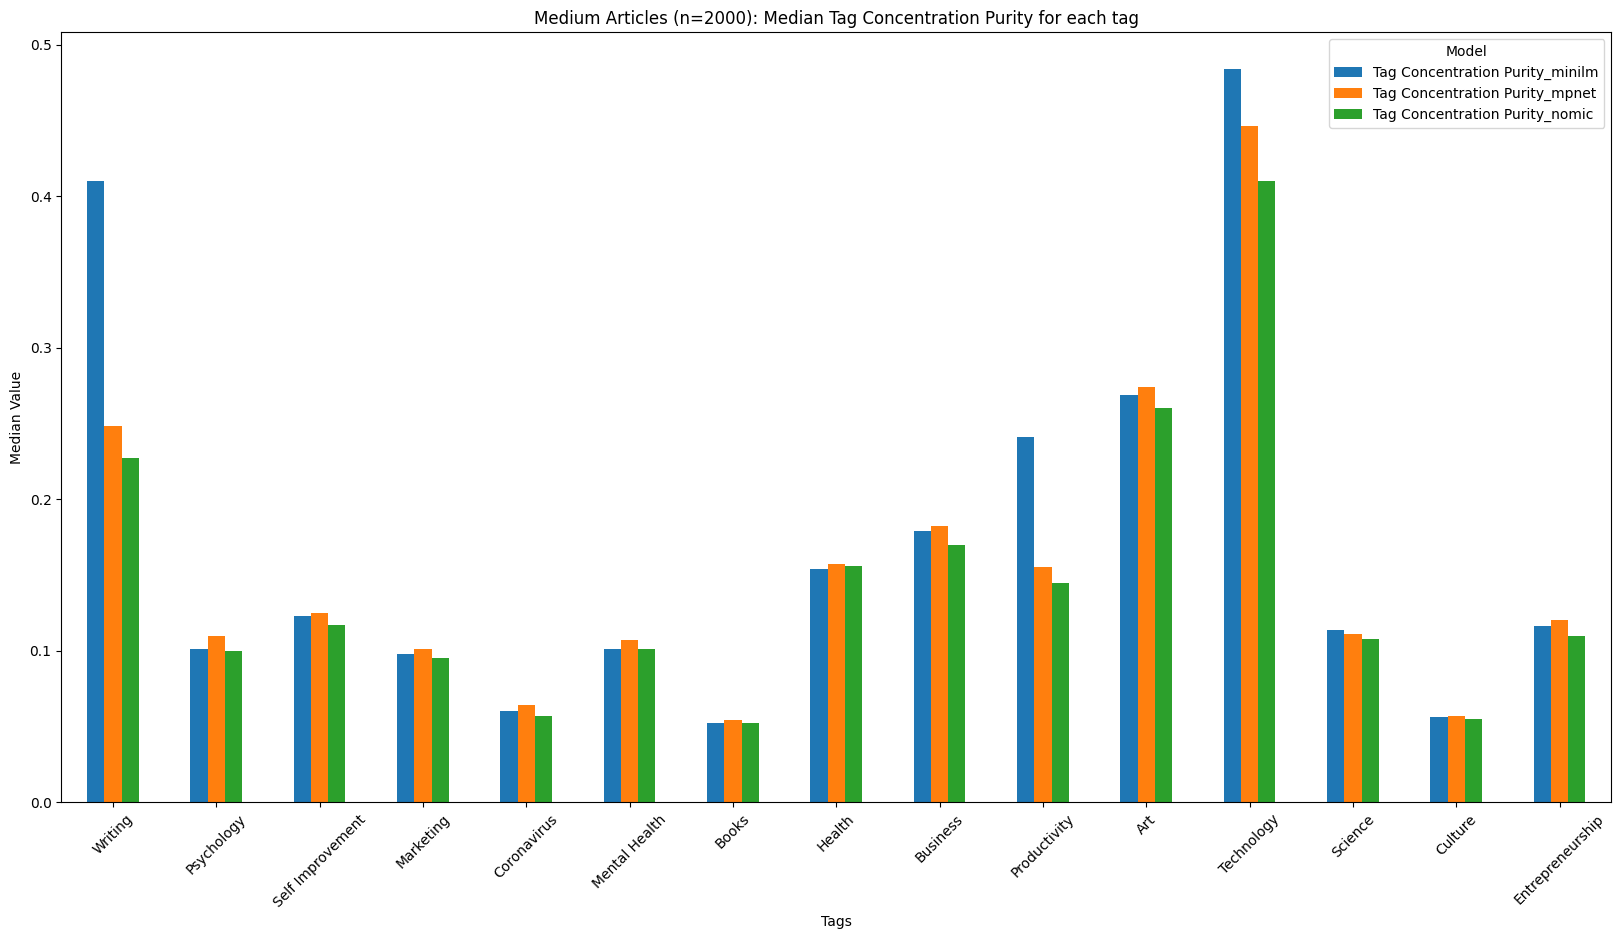 Medium Articles (n=2000): Median Tag Concentration Purity for each tag
Model
Tag Concentration Purity_minilm
Tag Concentration Purity_mpnet
Tag Concentration Purity_nomic
Median Value
0.5
0.4
0.3
0.2
0.1
0.0
Writing
Psychology
Self Improvement
Marketing
Coronavirus
Mental Health
Books
Health
Business
Productivity
Art
Technology
Science
Culture
Entrepreneurship
Tags